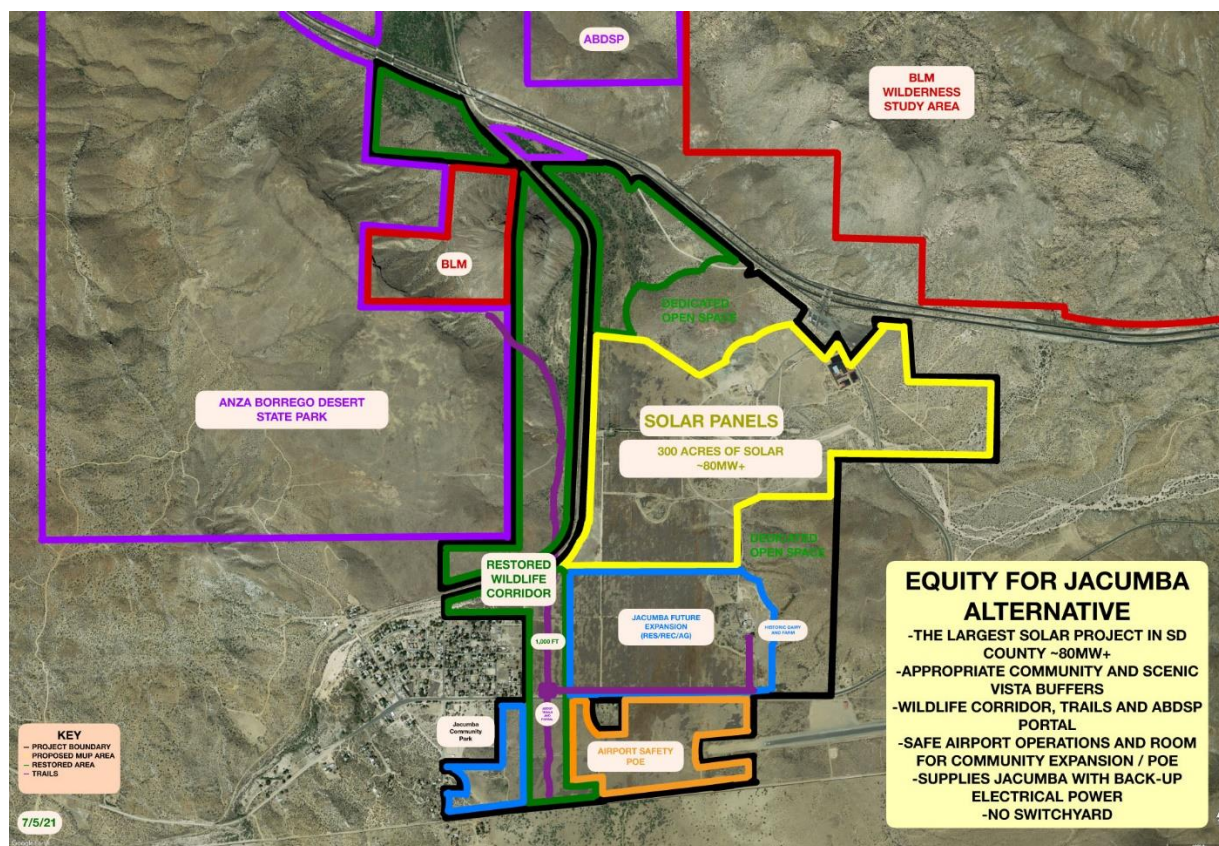 ABDSP
BLM
WILDERNESS
STUDY AREA
BLM
DEDICATED
OPEN SPACE
ANZA BORREGO DESERT
STATE PARK
SOLAR PANELS
300 ACRES OF SOLAR
~80MW+
DEDICATED
OPEN SPACE
RESTORED
WILDLIFE
CORRIDOR
1,000 FT
JACUMBA FUTURE
EXPANSION
(RES/REC/AG)
HISTORIC DAIRY
AND FARM
Jacumba
Community
Park
AIRPORT SAFETY
POE
EQUITY FOR JACUMBA
ALTERNATIVE
-THE LARGEST SOLAR PROJECT IN SD
COUNTY ~80MW+
-APPROPRIATE COMMUNITY AND SCENIC
VISTA BUFFERS
-WILDLIFE CORRIDOR, TRAILS AND ABDSP
PORTAL
-SAFE AIRPORT OPERATIONS AND ROOM
FOR COMMUNITY EXPANSION / POE
-SUPPLIES JACUMBA WITH BACK-UP
ELECTRICAL POWER
-NO SWITCHYARD
KEY
– PROJECT BOUNDARY
PROPOSED MUP AREA
– RESTORED AREA
– TRAILS
7/5/21